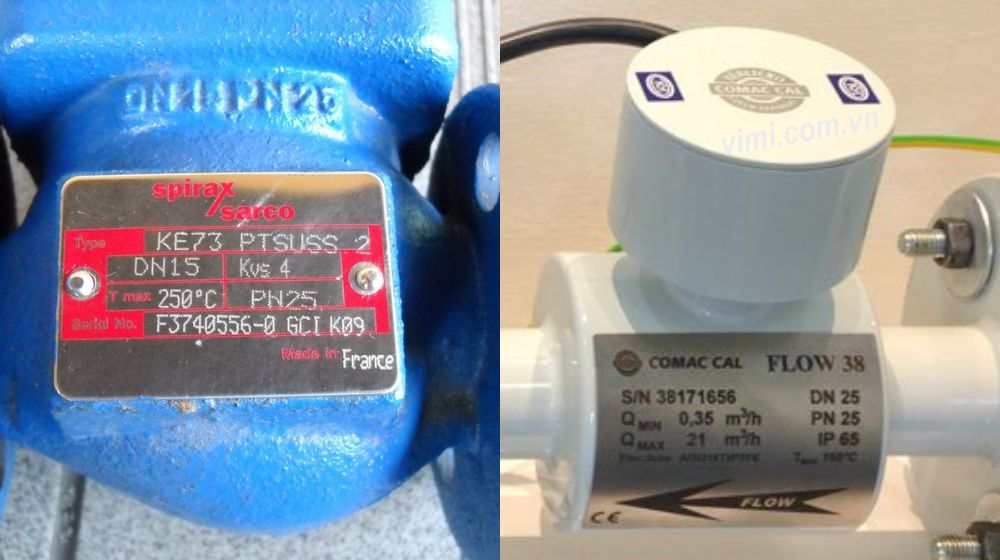 DN15 PN25
spirax
sarco
Type KE73 PTSUSS.2
DN15 Kvs 4
T max 250°C PN25
Serial No. F3740556-0 GCI K09
Made in France
COMAC CAL
vimi.com.vn
COMAC CAL FLOW 38
S/N 38171656 DN 25
Q MIN 0,35 m³/h PN 25
Q MAX 21 m³/h IP 65
TMAX 150°C
FLOW
CE